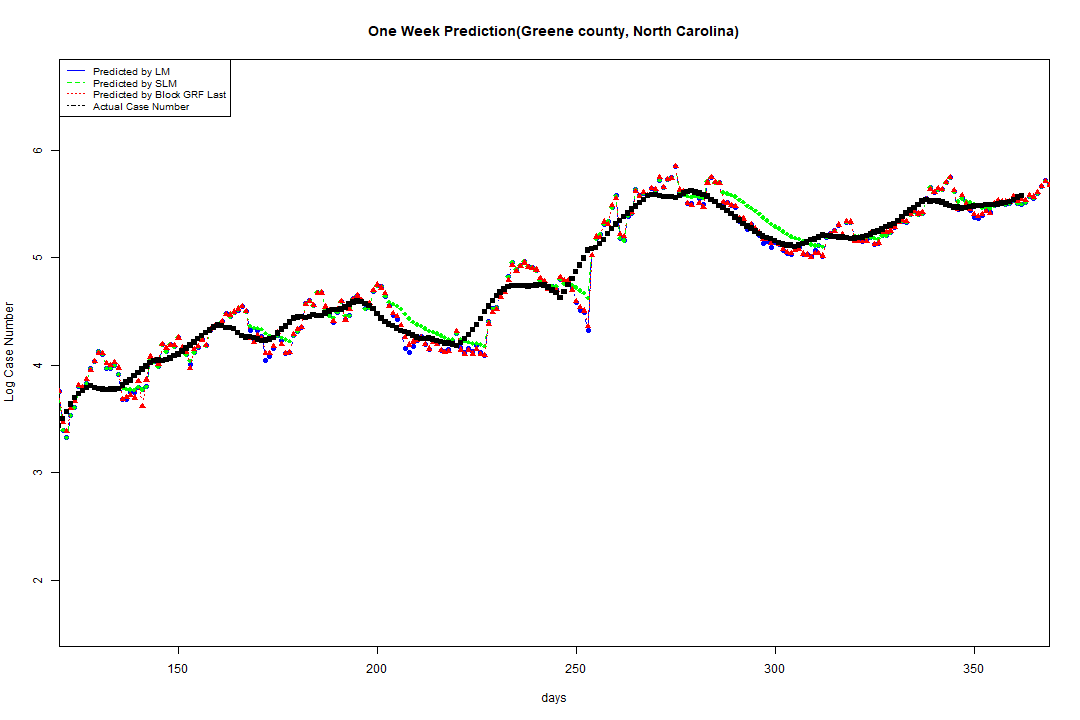 One Week Prediction(Greene county, North Carolina)
Predicted by LM
Predicted by SLM
Predicted by Block GRF Last
Actual Case Number
6
5
4
3
2
Log Case Number
150 200 250 300 350
days